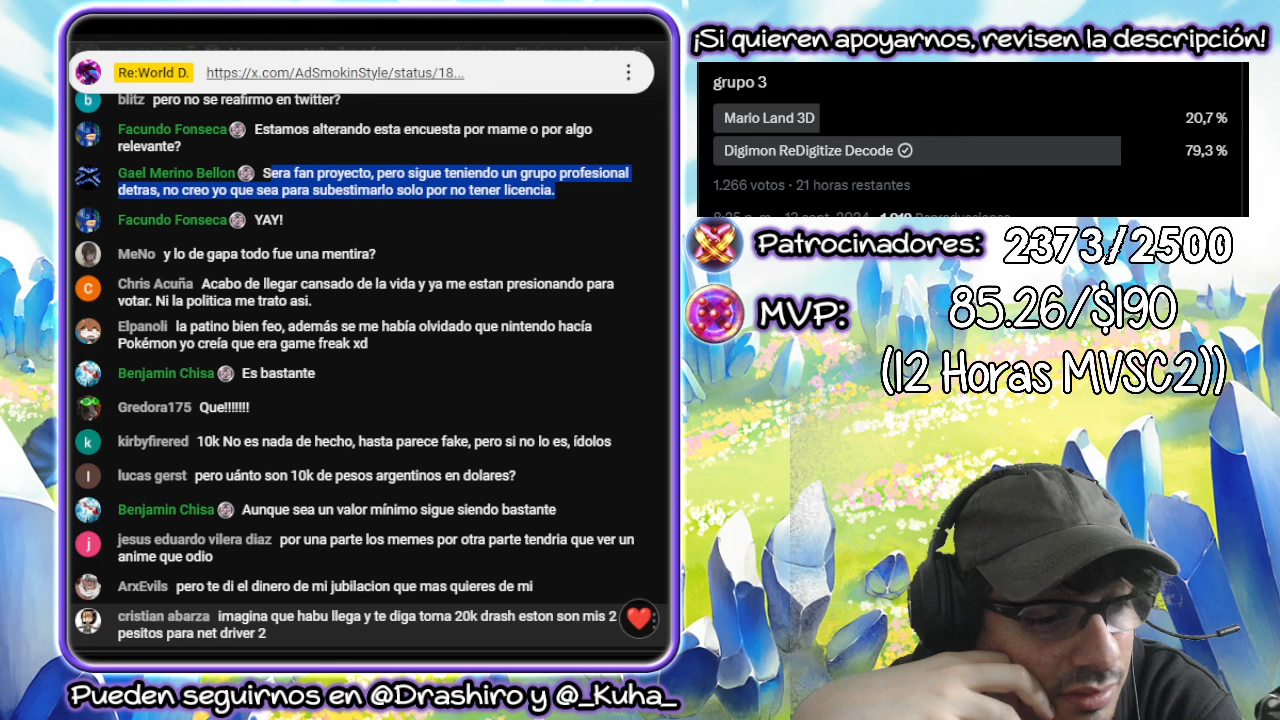 Re:World D. https://x.com/AdSmokinStyle/status/18...
blitz pero no se reafirmo en twitter?
Facundo Fonseca Estamos alterando esta encuesta por mame o por algo
relevante?
Gael Merino Bellon Sera fan proyecto, pero sigue teniendo un grupo profesional
detras, no creo yo que sea para subestimarlo solo por no tener licencia.
Facundo Fonseca YAY!
MeNo y lo de gapa todo fue una mentira?
Chris Acuña Acabo de llegar cansado de la vida y ya me estan presionando para
votar. Ni la politica me trato asi.
Elpanoli la patino bien feo, además se me había olvidado que nintendo hacía
Pokémon yo creía que era game freak xd
Benjamin Chisa Es bastante
Gredora175 Que!!!!!!!
kirbyfirered 10k No es nada de hecho, hasta parece fake, pero si no lo es, ídolos
lucas gerst pero uánto son 10k de pesos argentinos en dolares?
Benjamin Chisa Aunque sea un valor mínimo sigue siendo bastante
jesus eduardo vilera diaz por una parte los memes por otra parte tendria que ver un
anime que odio
ArxEvils pero te di el dinero de mi jubilacion que mas quieres de mi
cristian abarza imagina que habu llega y te diga toma 20k drash eston son mis 2
pesitos para net driver 2
Pueden seguirnos en @Drashiro y @_Kuha_
¡Si quieren apoyarnos, revisen la descripción!
grupo 3
Mario Land 3D 20,7 %
Digimon ReDigitize Decode 79,3 %
1.266 votos · 21 horas restantes
Patrocinadores: 2373/2500
MVP: 85.26/$190
(12 Horas MVSC2))